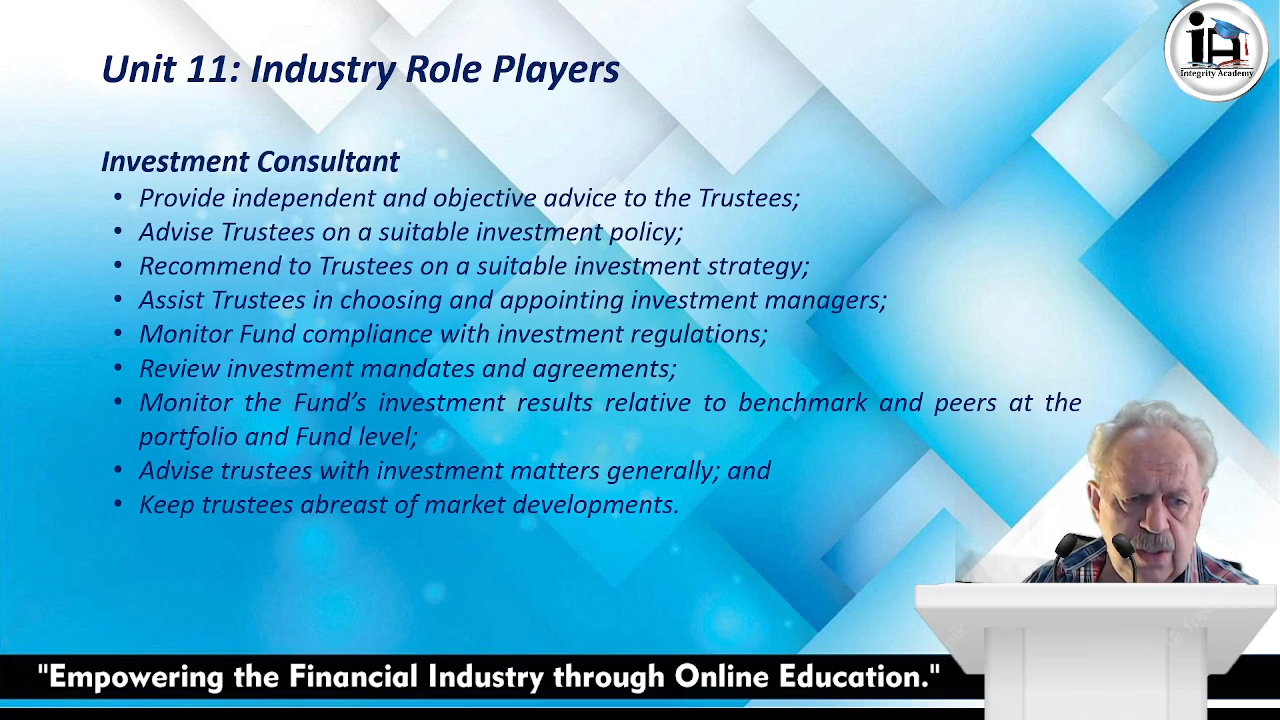 Unit 11: Industry Role Players
Integrity Academy
Investment Consultant
• Provide independent and objective advice to the Trustees;
• Advise Trustees on a suitable investment policy;
• Recommend to Trustees on a suitable investment strategy;
• Assist Trustees in choosing and appointing investment managers;
• Monitor Fund compliance with investment regulations;
• Review investment mandates and agreements;
• Monitor the Fund’s investment results relative to benchmark and peers at the
portfolio and Fund level;
• Advise trustees with investment matters generally; and
• Keep trustees abreast of market developments.
"Empowering the Financial Industry through Online Education."